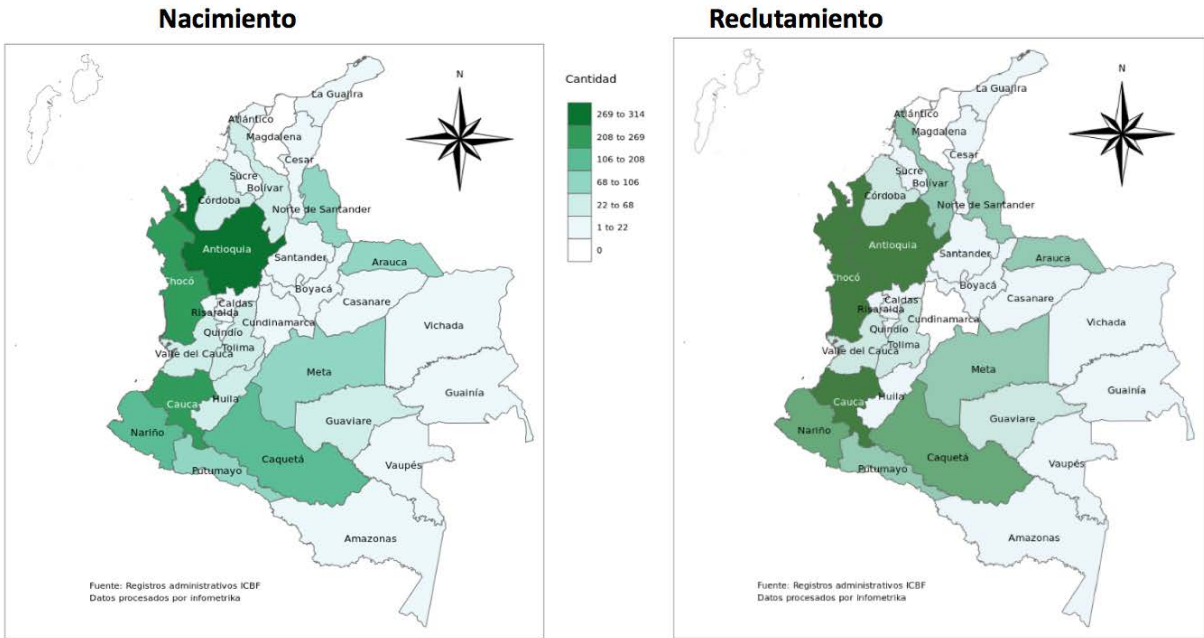 Nacimiento
Reclutamiento
N
La Guajira
Atlántico
Magdalena
Cesar
Sucre
Bolívar
Córdoba
Norte de Santander
Antioquia
Santander
Arauca
Chocó
Boyacá
Caldas
Casanare
Risaralda
Cundinamarca
Vichada
Quindío
Tolima
Valle del Cauca
Meta
Guainía
Cauca
Huila
Guaviare
Nariño
Caquetá
Vaupés
Putumayo
Amazonas
Fuente: Registros administrativos ICBF
Datos procesados por infometrika
Cantidad
269 to 314
208 to 269
106 to 208
68 to 106
22 to 68
1 to 22
0
N
La Guajira
Atlántico
Magdalena
Cesar
Sucre
Bolívar
Córdoba
Norte de Santander
Antioquia
Santander
Arauca
Chocó
Boyacá
Caldas
Casanare
Risaralda
Cundinamarca
Vichada
Quindío
Tolima
Valle del Cauca
Meta
Guainía
Cauca
Huila
Guaviare
Nariño
Caquetá
Vaupés
Putumayo
Amazonas
Fuente: Registros administrativos ICBF
Datos procesados por Infometrika